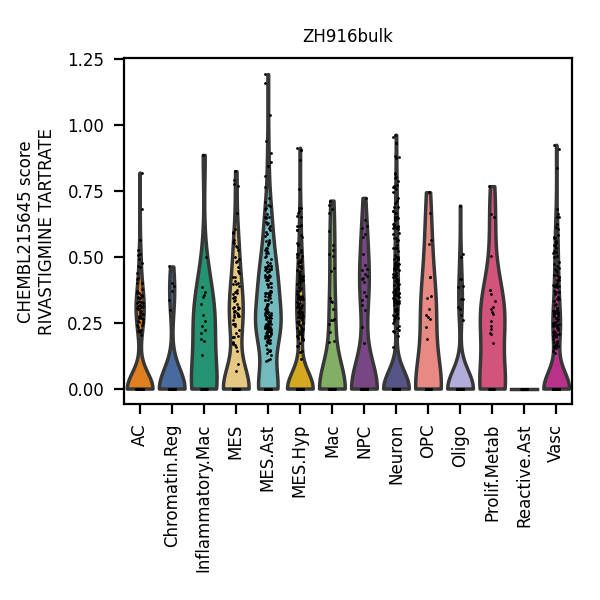 ZH916bulk
CHEMBL215645 score
RIVASTIGMINE TARTRATE
1.25
1.00
0.75
0.50
0.25
0.00
AC
Chromatin.Reg
Inflammatory.Mac
MES
MES.Ast
MES.Hyp
Mac
NPC
Neuron
OPC
Oligo
Prolif.Metab
Reactive.Ast
Vasc